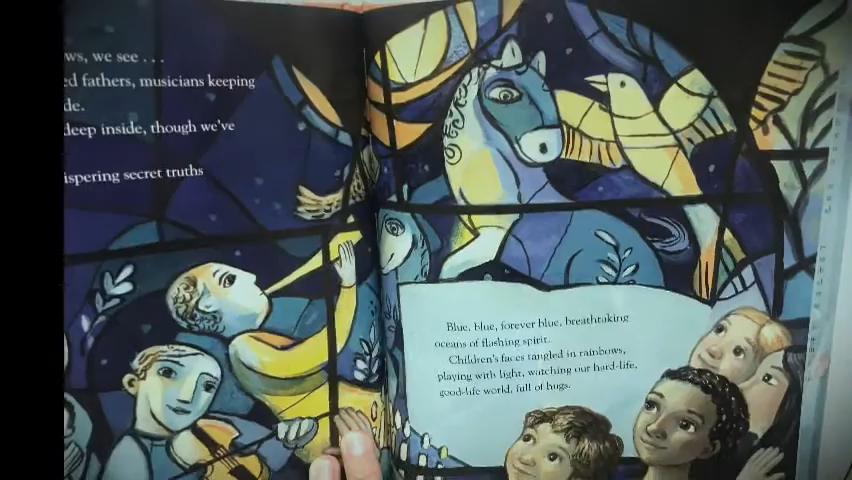 ws, we see . . .
ed fathers, musicians keeping
de.
deep inside, though we've
ispering secret truths
Blue, blue, forever blue, breathtaking
oceans of flashing spirit.
Children's faces tangled in rainbows,
playing with light, watching our hard-life,
good-life world, full of hugs.